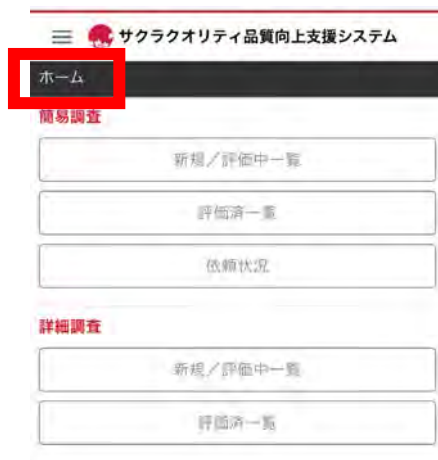 サクラクオリティ品質向上支援システム
ホーム
簡易調査
新規／評価中一覧
評価済一覧
依頼状況
詳細調査
新規／評価中一覧
評価済一覧